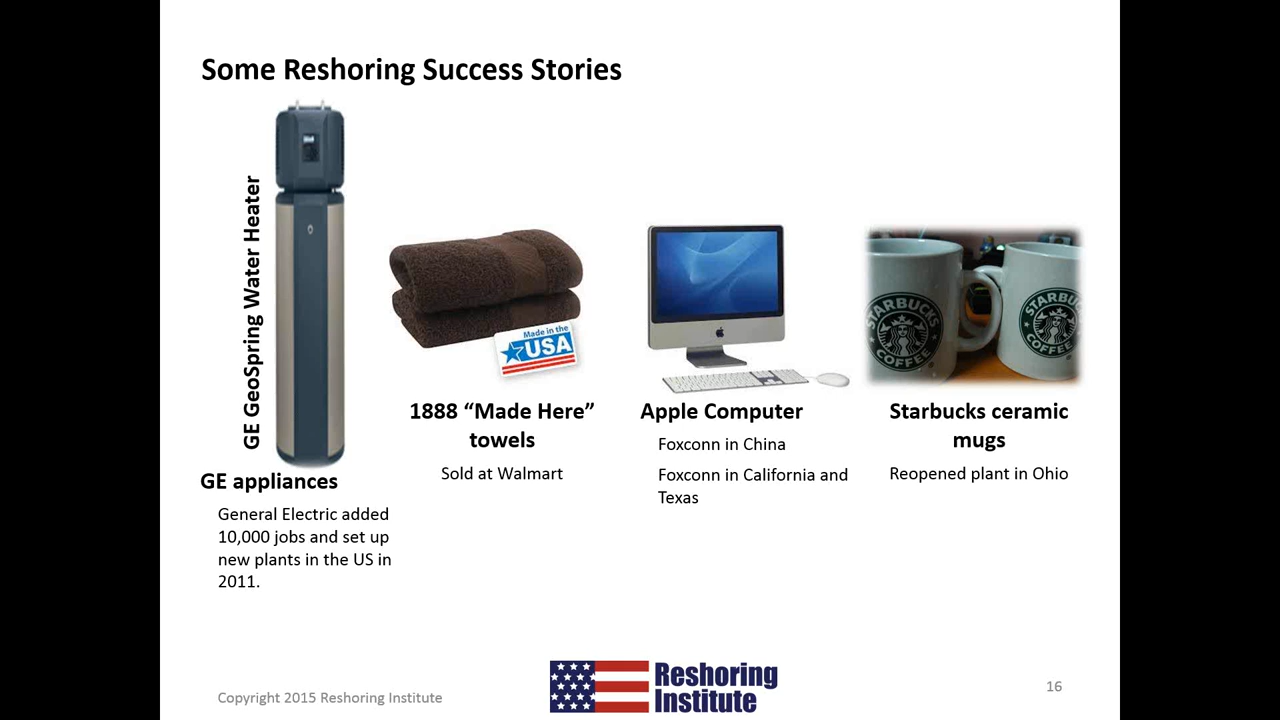 Some Reshoring Success Stories
GE GeoSpring Water Heater
GE appliances
General Electric added
10,000 jobs and set up
new plants in the US in
2011.
Made in the
USA
1888 “Made Here”
towels
Sold at Walmart
Apple Computer
Foxconn in China
Foxconn in California and
Texas
STARBUCKS
COFFEE
STARBUCKS
COFFEE
Starbucks ceramic
mugs
Reopened plant in Ohio
Copyright 2015 Reshoring Institute
Reshoring
Institute
16